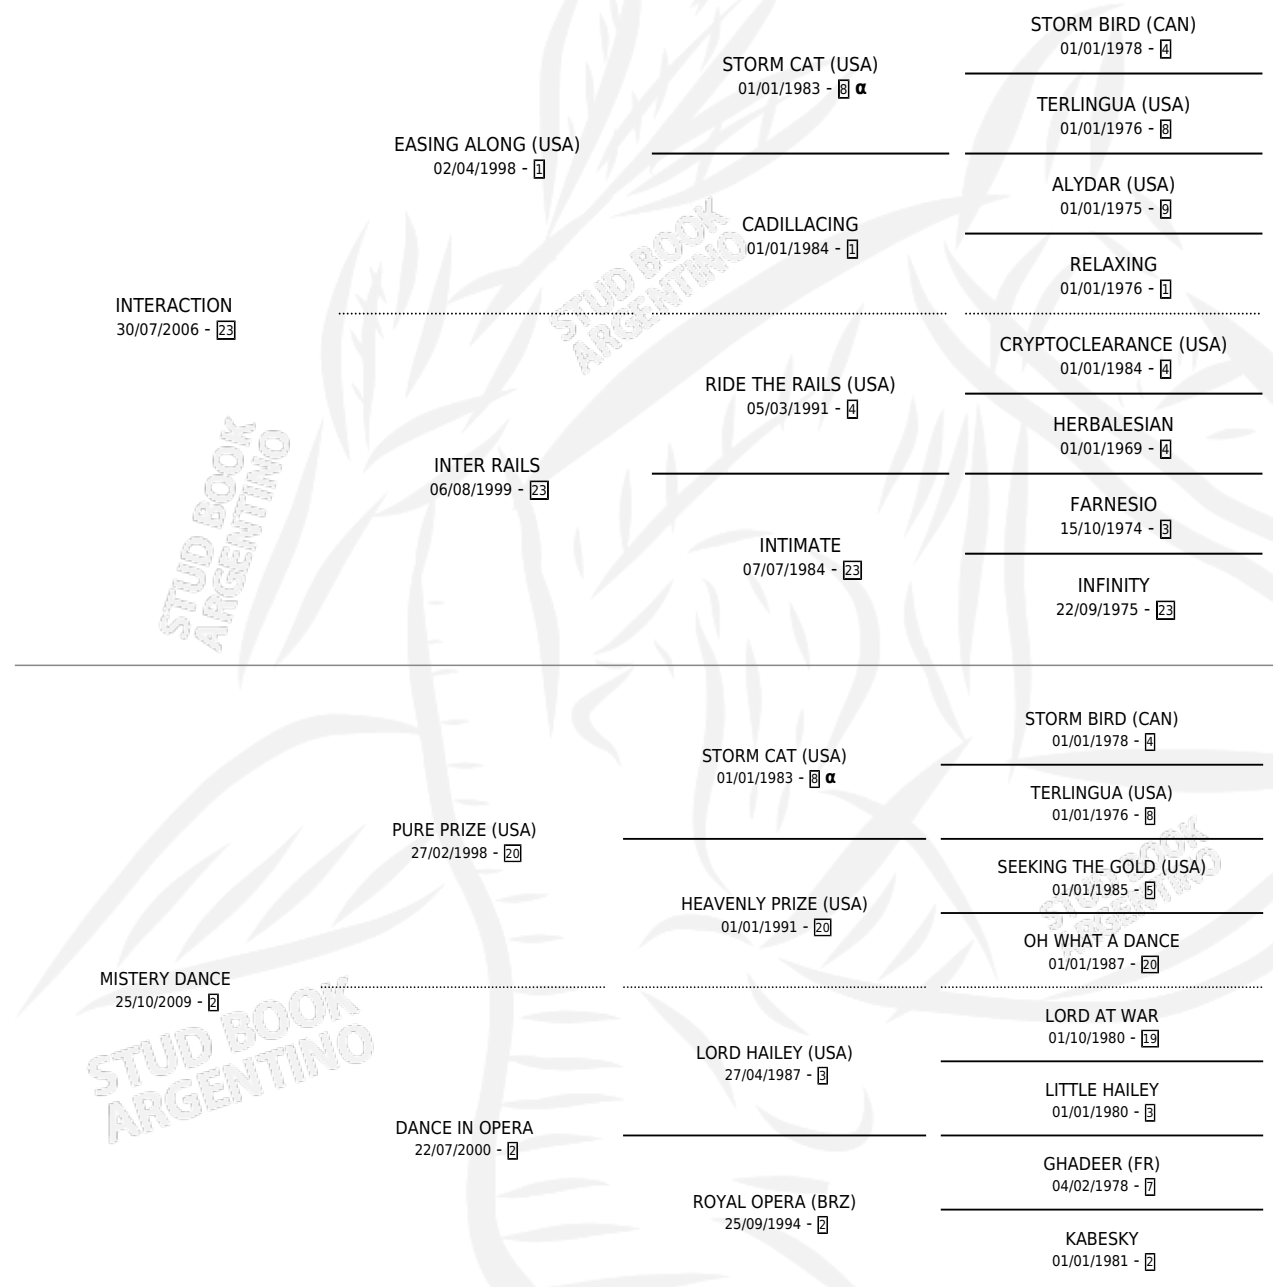 STORM BIRD (CAN)
01/01/1978 - 4
STORM CAT (USA)
01/01/1983 - 8 α
TERLINGUA (USA)
01/01/1976 - 8
EASING ALONG (USA)
02/04/1998 - 1
ALYDAR (USA)
01/01/1975 - 9
CADILLACING
01/01/1984 - 1
RELAXING
01/01/1976 - 1
INTERACTION
30/07/2006 - 23
CRYPTOCLEARANCE (USA)
01/01/1984 - 4
RIDE THE RAILS (USA)
05/03/1991 - 4
HERBALESIAN
01/01/1969 - 4
INTER RAILS
06/08/1999 - 23
FARNESIO
15/10/1974 - 3
INTIMATE
07/07/1984 - 23
INFINITY
22/09/1975 - 23
STUD BOOK
ARGENTINO
STUD BOOK
ARGENTINO
STORM BIRD (CAN)
01/01/1978 - 4
STORM CAT (USA)
01/01/1983 - 8 α
TERLINGUA (USA)
01/01/1976 - 8
PURE PRIZE (USA)
27/02/1998 - 20
SEEKING THE GOLD (USA)
01/01/1985 - 5
HEAVENLY PRIZE (USA)
01/01/1991 - 20
OH WHAT A DANCE
01/01/1987 - 20
MISTERY DANCE
25/10/2009 - 2
LORD AT WAR
01/10/1980 - 19
LORD HAILEY (USA)
27/04/1987 - 3
LITTLE HAILEY
01/01/1980 - 3
DANCE IN OPERA
22/07/2000 - 2
GHADEER (FR)
04/02/1978 - 7
ROYAL OPERA (BRZ)
25/09/1994 - 2
KABESKY
01/01/1981 - 2
STUD BOOK
ARGENTINO
STUD BOOK
ARGENTINO